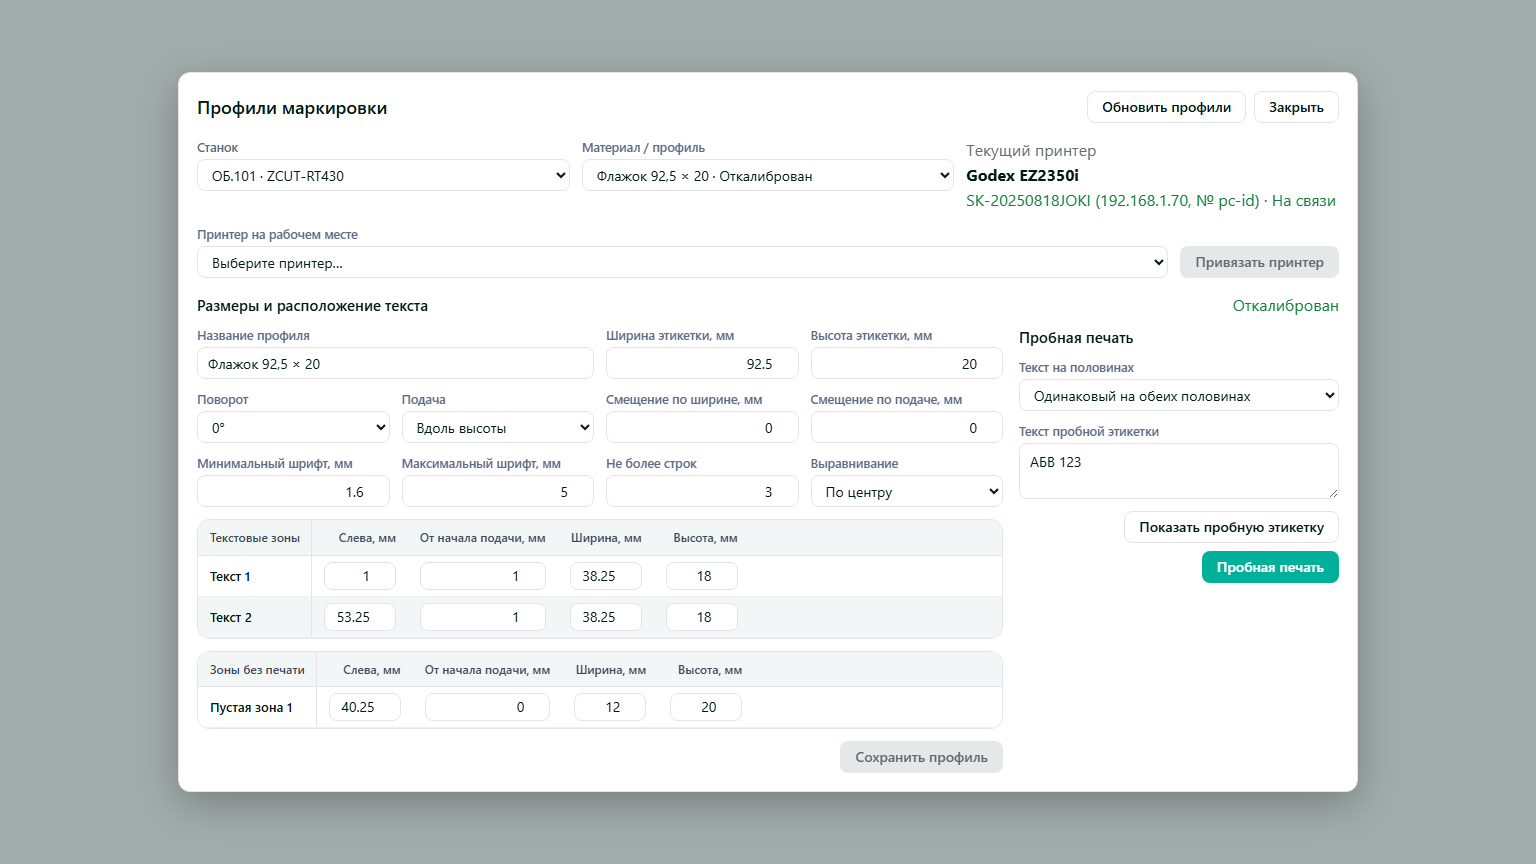 Профили маркировки
Обновить профили
Закрыть
Станок
ОБ.101 · ZCUT-RT430
Материал / профиль
Флажок 92,5 × 20 · Откалиброван
Текущий принтер
Godex EZ2350i
SK-20250818JOKI (192.168.1.70, № pc-id) · На связи
Принтер на рабочем месте
Выберите принтер...
Привязать принтер
Размеры и расположение текста
Откалиброван
Название профиля
Флажок 92,5 × 20
Ширина этикетки, мм
92.5
Высота этикетки, мм
20
Поворот
0°
Подача
Вдоль высоты
Смещение по ширине, мм
0
Смещение по подаче, мм
0
Минимальный шрифт, мм
1.6
Максимальный шрифт, мм
5
Не более строк
3
Выравнивание
По центру
Текстовые зоны Слева, мм От начала подачи, мм Ширина, мм Высота, мм
Текст 1 1 1 38.25 18
Текст 2 53.25 1 38.25 18
Зоны без печати Слева, мм От начала подачи, мм Ширина, мм Высота, мм
Пустая зона 1 40.25 0 12 20
Сохранить профиль
Пробная печать
Текст на половинах
Одинаковый на обеих половинах
Текст пробной этикетки
АБВ 123
Показать пробную этикетку
Пробная печать